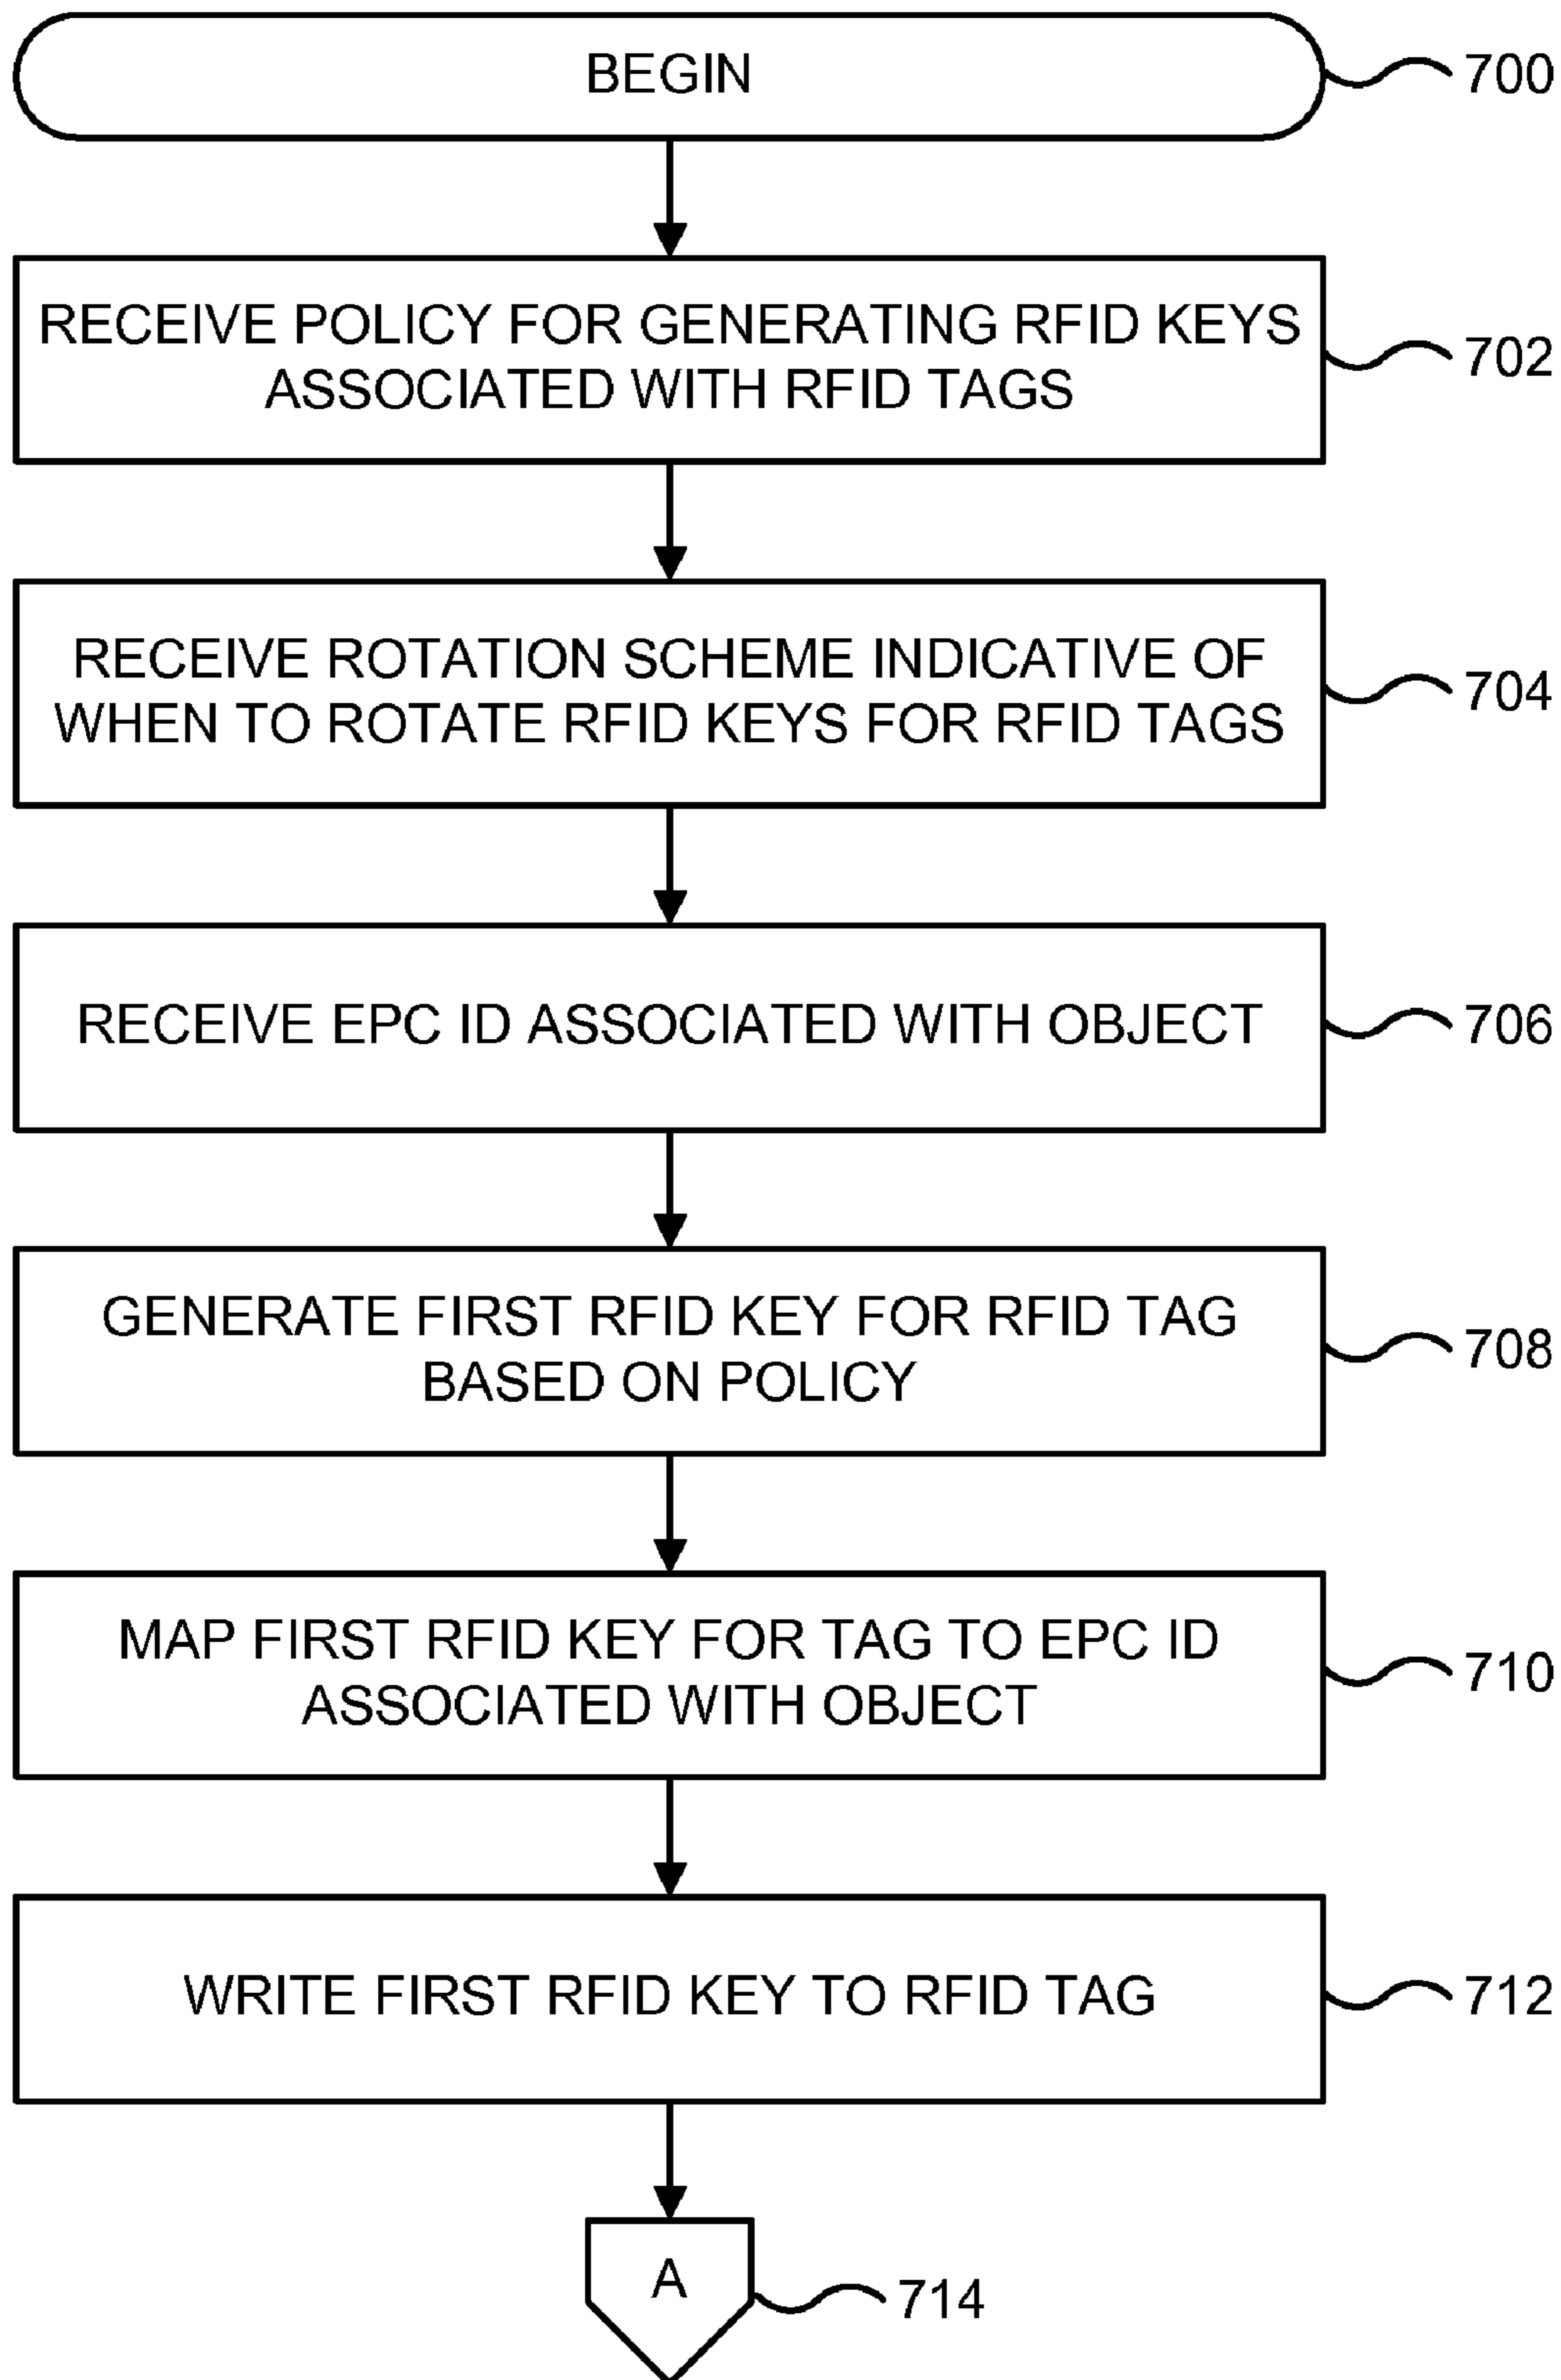 BEGIN
700
RECEIVE POLICY FOR GENERATING RFID KEYS
ASSOCIATED WITH RFID TAGS
702
RECEIVE ROTATION SCHEME INDICATIVE OF
WHEN TO ROTATE RFID KEYS FOR RFID TAGS
704
RECEIVE EPC ID ASSOCIATED WITH OBJECT
706
GENERATE FIRST RFID KEY FOR RFID TAG
BASED ON POLICY
708
MAP FIRST RFID KEY FOR TAG TO EPC ID
ASSOCIATED WITH OBJECT
710
WRITE FIRST RFID KEY TO RFID TAG
712
A
714